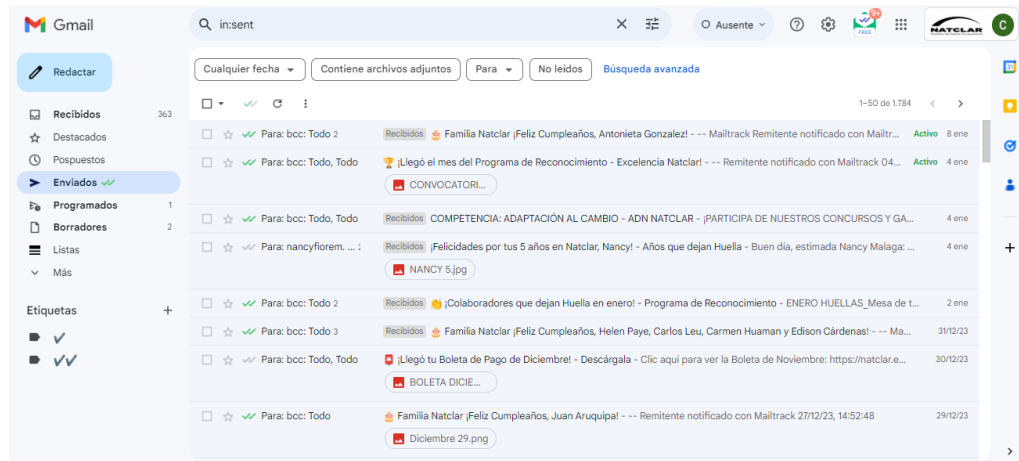 Gmail
in:sent
Ausente
9+
FREE
NATCLAR
C
Redactar
Recibidos 363
Destacados
Pospuestos
Enviados
Programados 1
Borradores 2
Listas
Más
Etiquetas
Cualquier fecha
Contiene archivos adjuntos
Para
No leídos
Búsqueda avanzada
1–50 de 1.784
Para: bcc: Todo 2 Recibidos 🎂 Familia Natclar ¡Feliz Cumpleaños, Antonieta Gonzalez! - -- Mailtrack Remitente notificado con Mailtr... Activo 8 ene
Para: bcc: Todo, Todo 🏆 ¡Llegó el mes del Programa de Reconocimiento - Excelencia Natclar! - -- Remitente notificado con Mailtrack 04... Activo 4 ene
CONVOCATORI...
Para: bcc: Todo, Todo Recibidos COMPETENCIA: ADAPTACIÓN AL CAMBIO - ADN NATCLAR - ¡PARTICIPA DE NUESTROS CONCURSOS Y GA... 4 ene
Para: nancyfiorem. ... 2 Recibidos ¡Felicidades por tus 5 años en Natclar, Nancy! - Años que dejan Huella - Buen día, estimada Nancy Malaga: ... 4 ene
NANCY 5.jpg
Para: bcc: Todo 2 Recibidos 👏 ¡Colaboradores que dejan Huella en enero! - Programa de Reconocimiento - ENERO HUELLAS_Mesa de t... 2 ene
Para: bcc: Todo 3 Recibidos 🎂 Familia Natclar ¡Feliz Cumpleaños, Helen Paye, Carlos Leu, Carmen Huaman y Edison Cárdenas! - -- Ma... 31/12/23
Para: bcc: Todo, Todo 📮 ¡Llegó tu Boleta de Pago de Diciembre! - Descárgala - Clic aquí para ver la Boleta de Noviembre: https://natclar.e... 30/12/23
BOLETA DICIE...
Para: bcc: Todo 🎂 Familia Natclar ¡Feliz Cumpleaños, Juan Aruquipa! - -- Remitente notificado con Mailtrack 27/12/23, 14:52:48 29/12/23
Diciembre 29.png